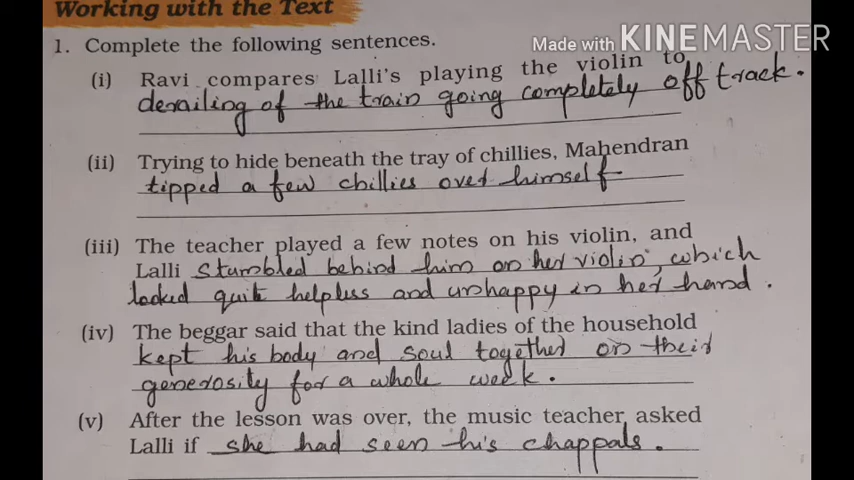 Working with the Text
Made with KINEMASTER
1. Complete the following sentences.
(i) Ravi compares Lalli's playing the violin to
derailing of the train going completely off track.
(ii) Trying to hide beneath the tray of chillies, Mahendran
tipped a few chillies over himself
(iii) The teacher played a few notes on his violin, and
Lalli stumbled behind him on her violin, which
looked quite helpless and unhappy in her hand.
(iv) The beggar said that the kind ladies of the household
kept his body and soul together on their
generosity for a whole week.
(v) After the lesson was over, the music teacher asked
Lalli if she had seen his chappals.